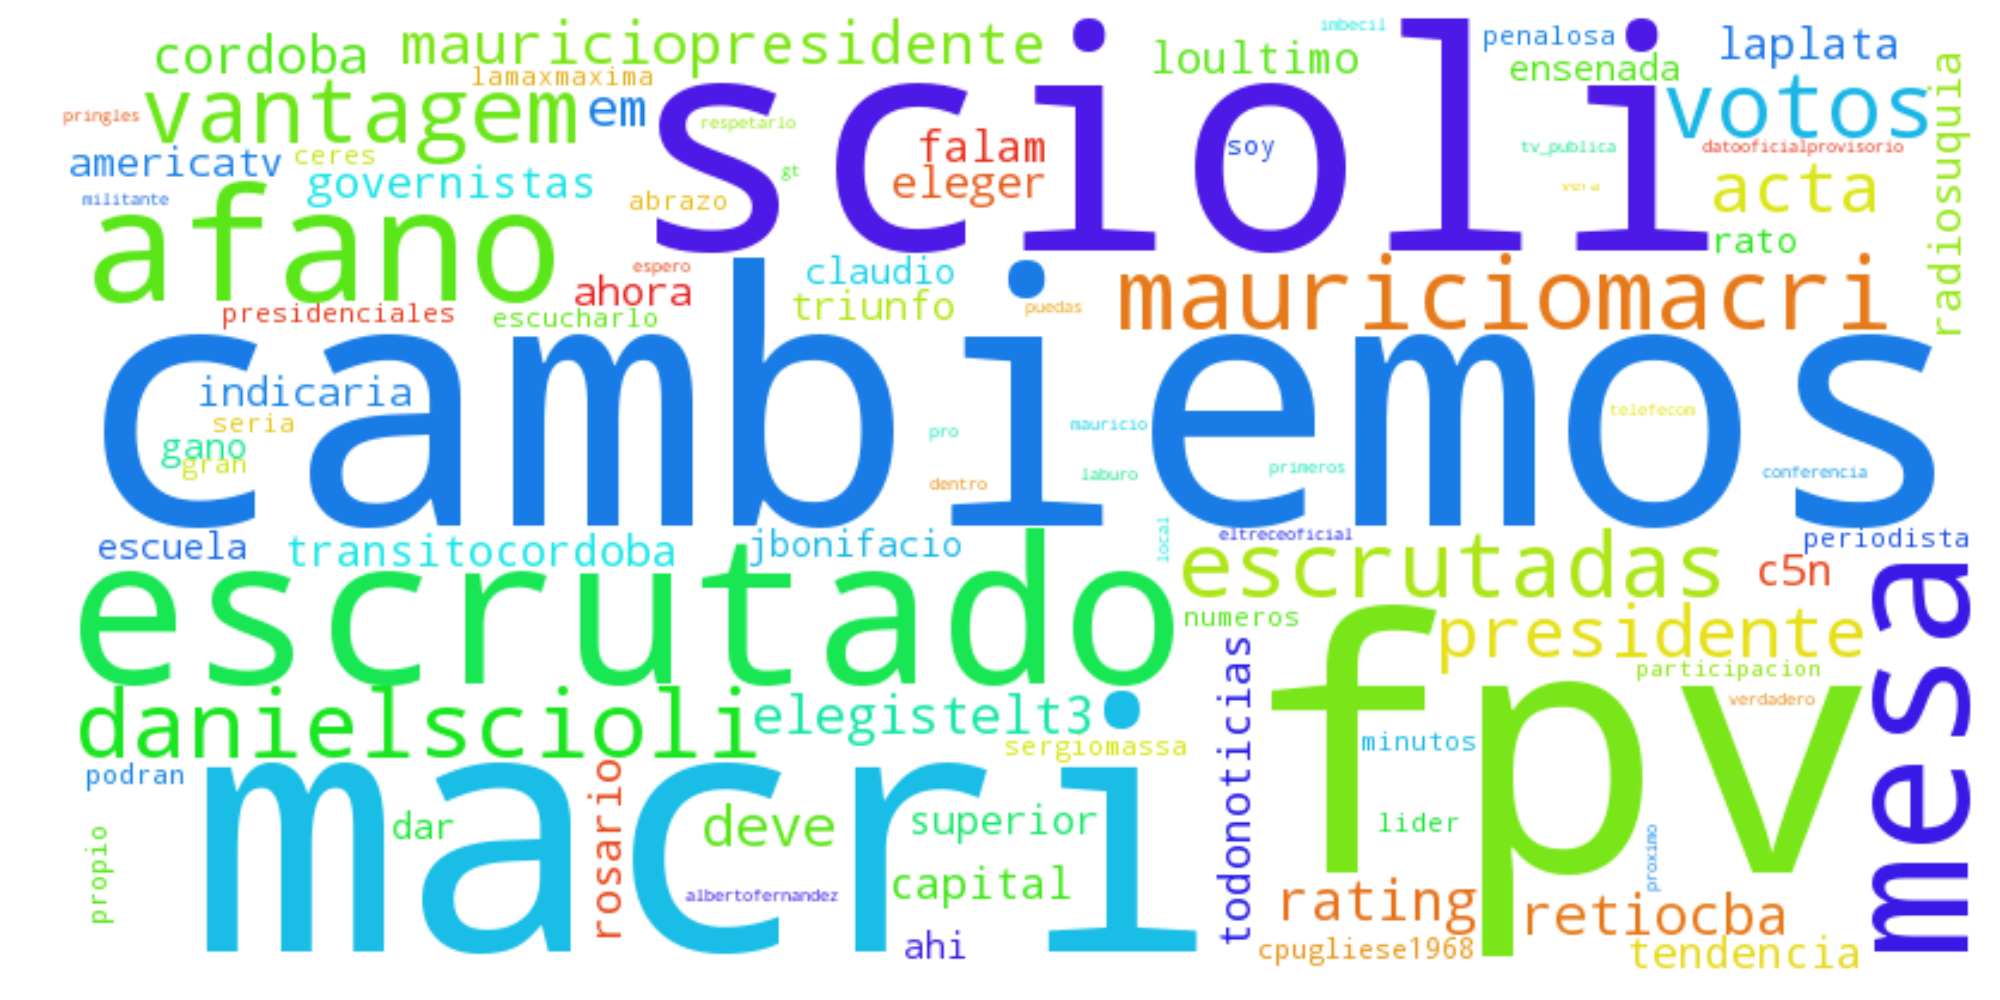 imbecil
cordoba
mauriciopresidente
loultimo
penalosa
laplata
lamaxmaxima
scioli
ensenada
radiosuquia
pringles
vantagem
em
respetarlo
votos
americatv
ceres
falam
soy
tv_publica
datooficialprovisorio
governistas
gt
eleger
acta
militante
abrazo
afano
rato
espero
claudio
mauriciomacri
ahora
triunfo
puedas
presidenciales
escucharlo
cambiemos
indicaria
seria
telefecom
gano
gran
pro
mauricio
laburo
primeros
conferencia
dentro
escuela
transitocordoba
jbonifacio
local
eltreceoficial
escrutadas
periodista
c5n
escrutado
numeros
presidente
mesa
participacion
danielscioli
elegistelt3
sergiomassa
todonoticias
fpv
verdadero
minutos
podran
macri
rosario
dar
deve
superior
lider
propio
albertofernandez
capital
proximo
rating
retiocba
ahi
cpugliese1968
tendencia